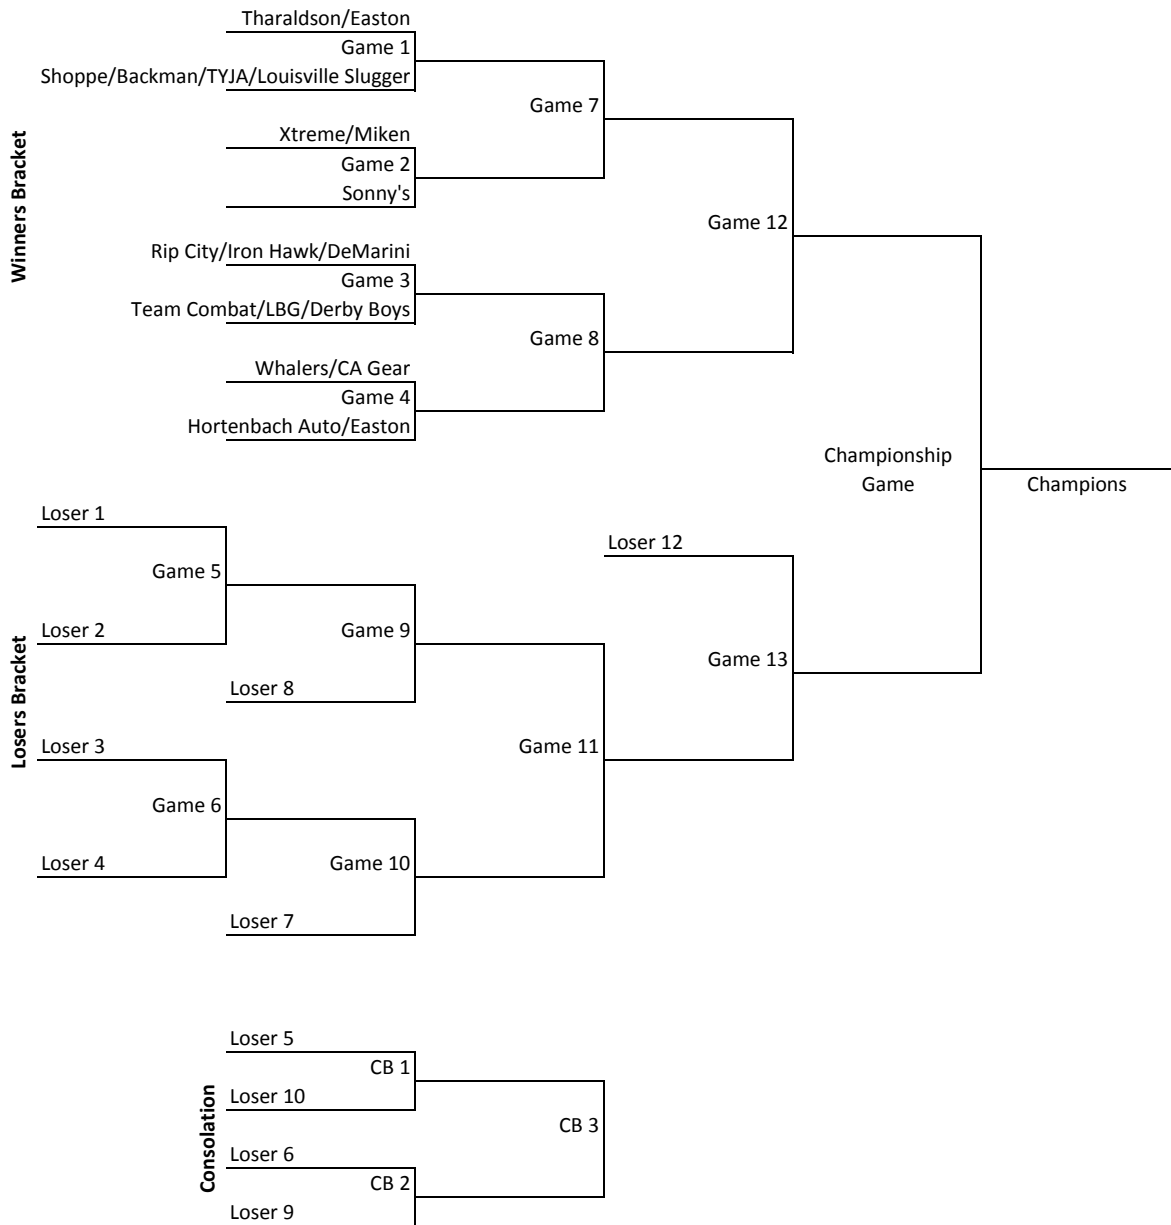 Winners Bracket
Tharaldson/Easton
Game 1
Shoppe/Backman/TYJA/Louisville Slugger
Game 7
Xtreme/Miken
Game 2
Sonny's
Game 12
Rip City/Iron Hawk/DeMarini
Game 3
Team Combat/LBG/Derby Boys
Game 8
Whalers/CA Gear
Game 4
Hortenbach Auto/Easton
Championship
Game
Champions
Losers Bracket
Loser 1
Game 5
Loser 2
Game 9
Loser 8
Loser 12
Game 13
Loser 3
Game 11
Game 6
Loser 4
Game 10
Loser 7
Consolation
Loser 5
CB 1
Loser 10
CB 3
Loser 6
CB 2
Loser 9